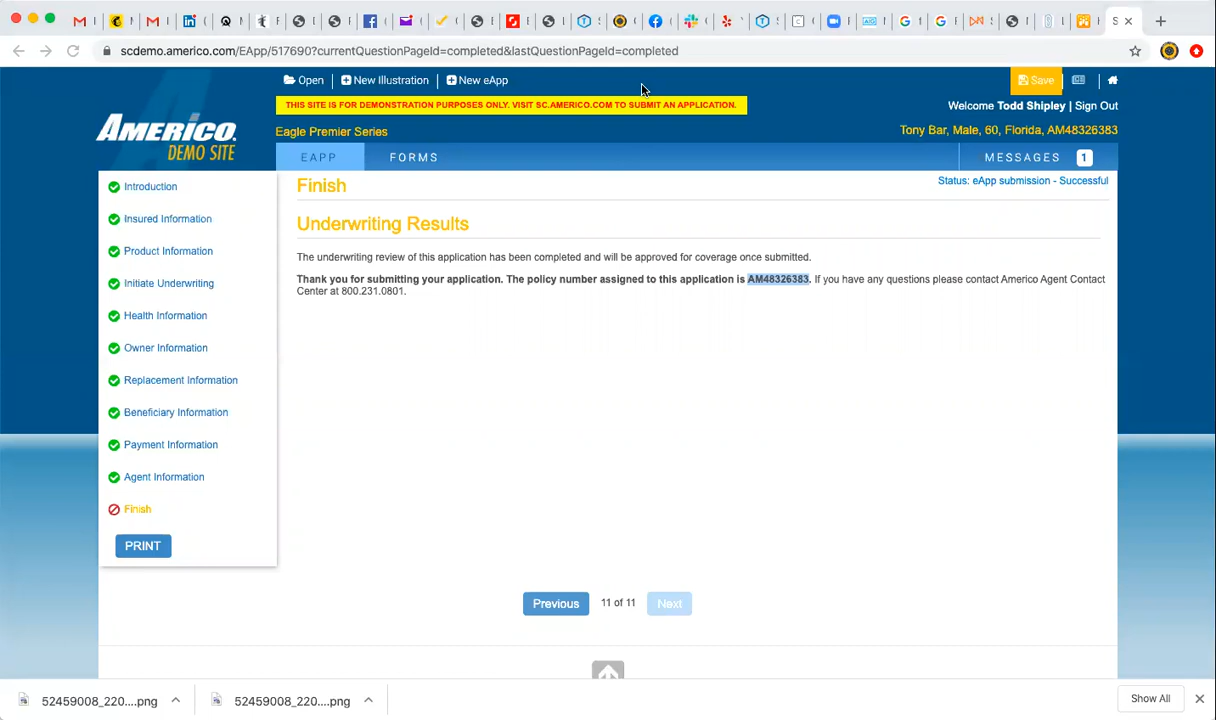 scdemo.americo.com/EApp/517690?currentQuestionPageId=completed&lastQuestionPageId=completed
Open
New Illustration
New eApp
Save
THIS SITE IS FOR DEMONSTRATION PURPOSES ONLY. VISIT SC.AMERICO.COM TO SUBMIT AN APPLICATION.
Welcome Todd Shipley | Sign Out
AMERICO
DEMO SITE
Eagle Premier Series
Tony Bar, Male, 60, Florida, AM48326383
EAPP
FORMS
MESSAGES 1
Introduction
Insured Information
Product Information
Initiate Underwriting
Health Information
Owner Information
Replacement Information
Beneficiary Information
Payment Information
Agent Information
Finish
PRINT
Status: eApp submission - Successful
Finish
Underwriting Results
The underwriting review of this application has been completed and will be approved for coverage once submitted.
Thank you for submitting your application. The policy number assigned to this application is AM48326383. If you have any questions please contact Americo Agent Contact
Center at 800.231.0801.
Previous
11 of 11
Next
52459008_220....png
52459008_220....png
Show All